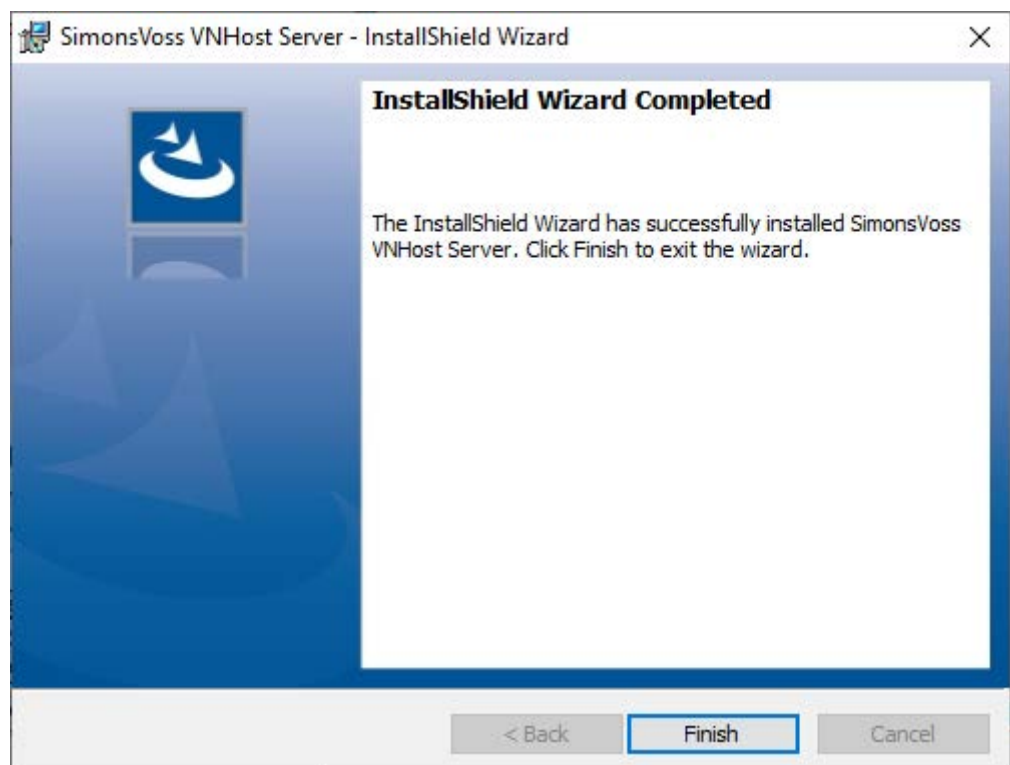 SimonsVoss VNHost Server - InstallShield Wizard
InstallShield Wizard Completed
The InstallShield Wizard has successfully installed SimonsVoss
VNHost Server. Click Finish to exit the wizard.
< Back
Finish
Cancel